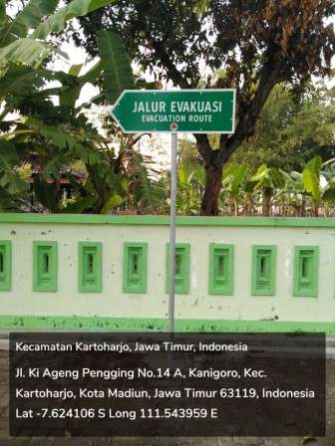 JALUR EVAKUASI
EVACUATION ROUTE
Kecamatan Kartoharjo, Jawa Timur, Indonesia
Jl. Ki Ageng Pengging No.14 A, Kanigoro, Kec.
Kartoharjo, Kota Madiun, Jawa Timur 63119, Indonesia
Lat -7.624106 S Long 111.543959 E